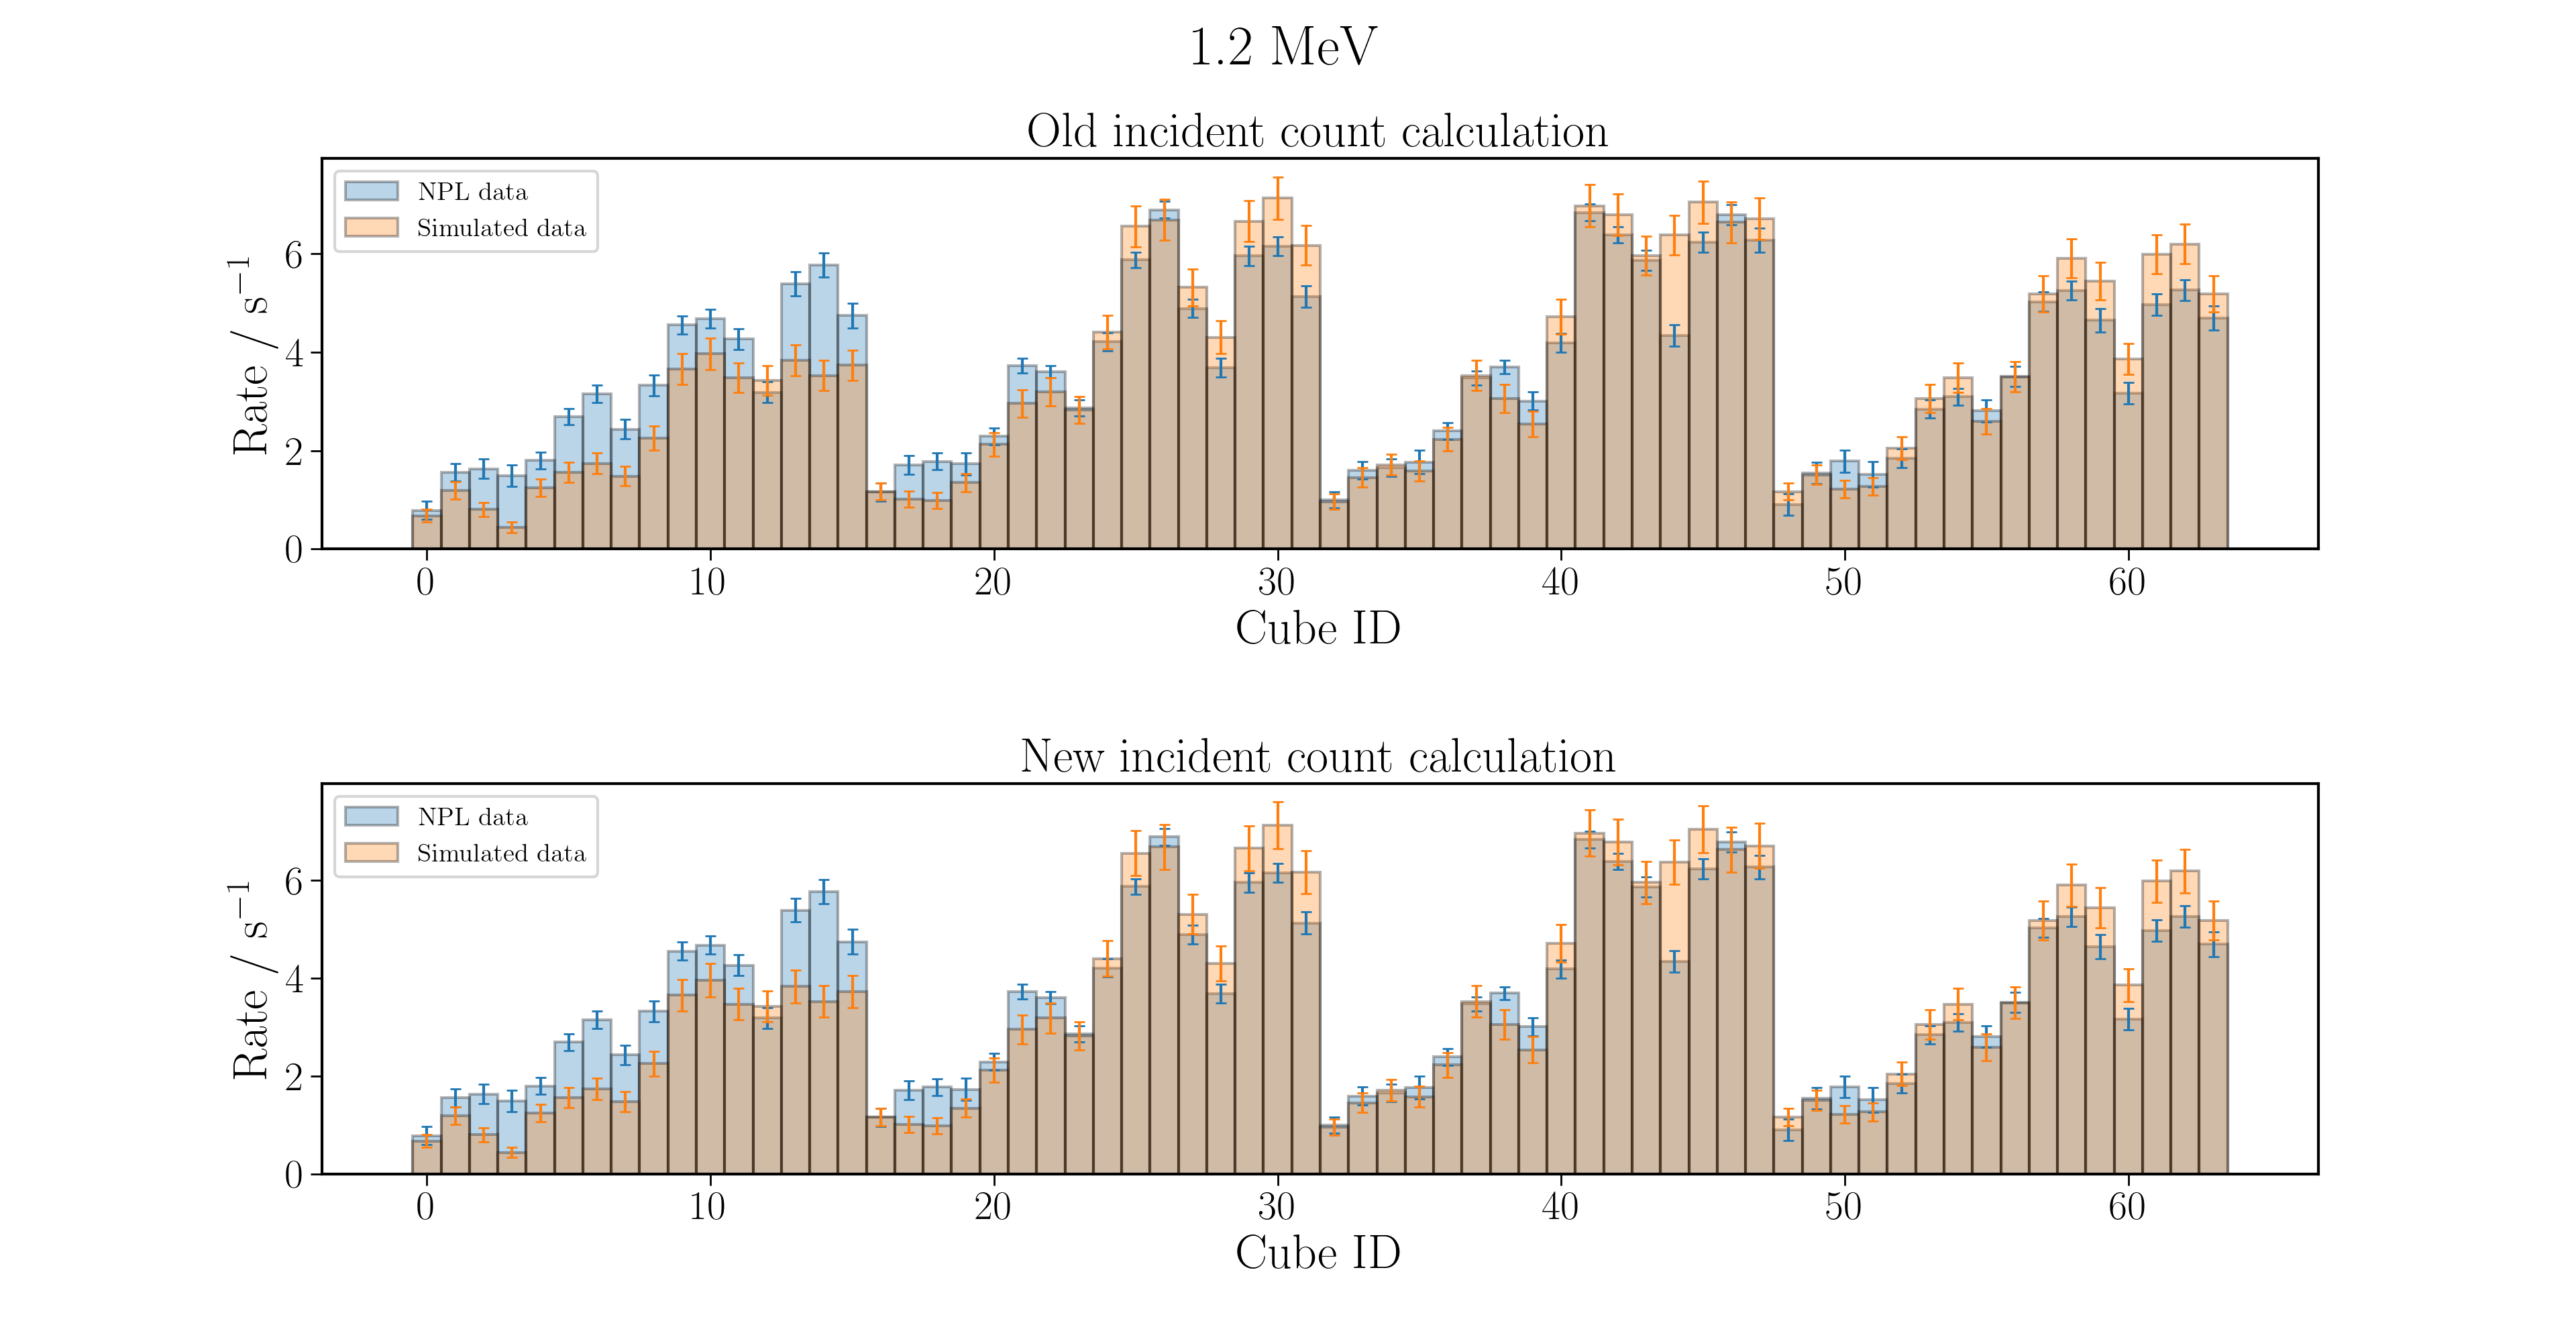 1.2 MeV
Old incident count calculation
NPL data
Simulated data
Rate / s⁻¹
6
4
2
0
0 10 20 30 40 50 60
Cube ID
New incident count calculation
NPL data
Simulated data
Rate / s⁻¹
6
4
2
0
0 10 20 30 40 50 60
Cube ID